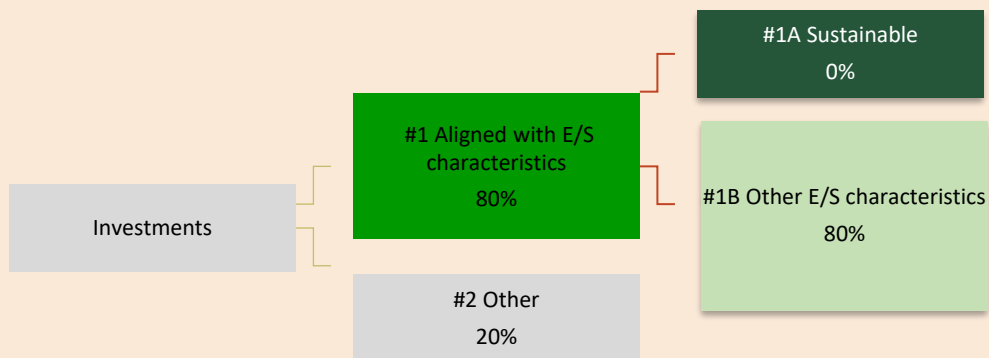 #1A Sustainable
0%
#1 Aligned with E/S
characteristics
80%
#1B Other E/S characteristics
80%
Investments
#2 Other
20%